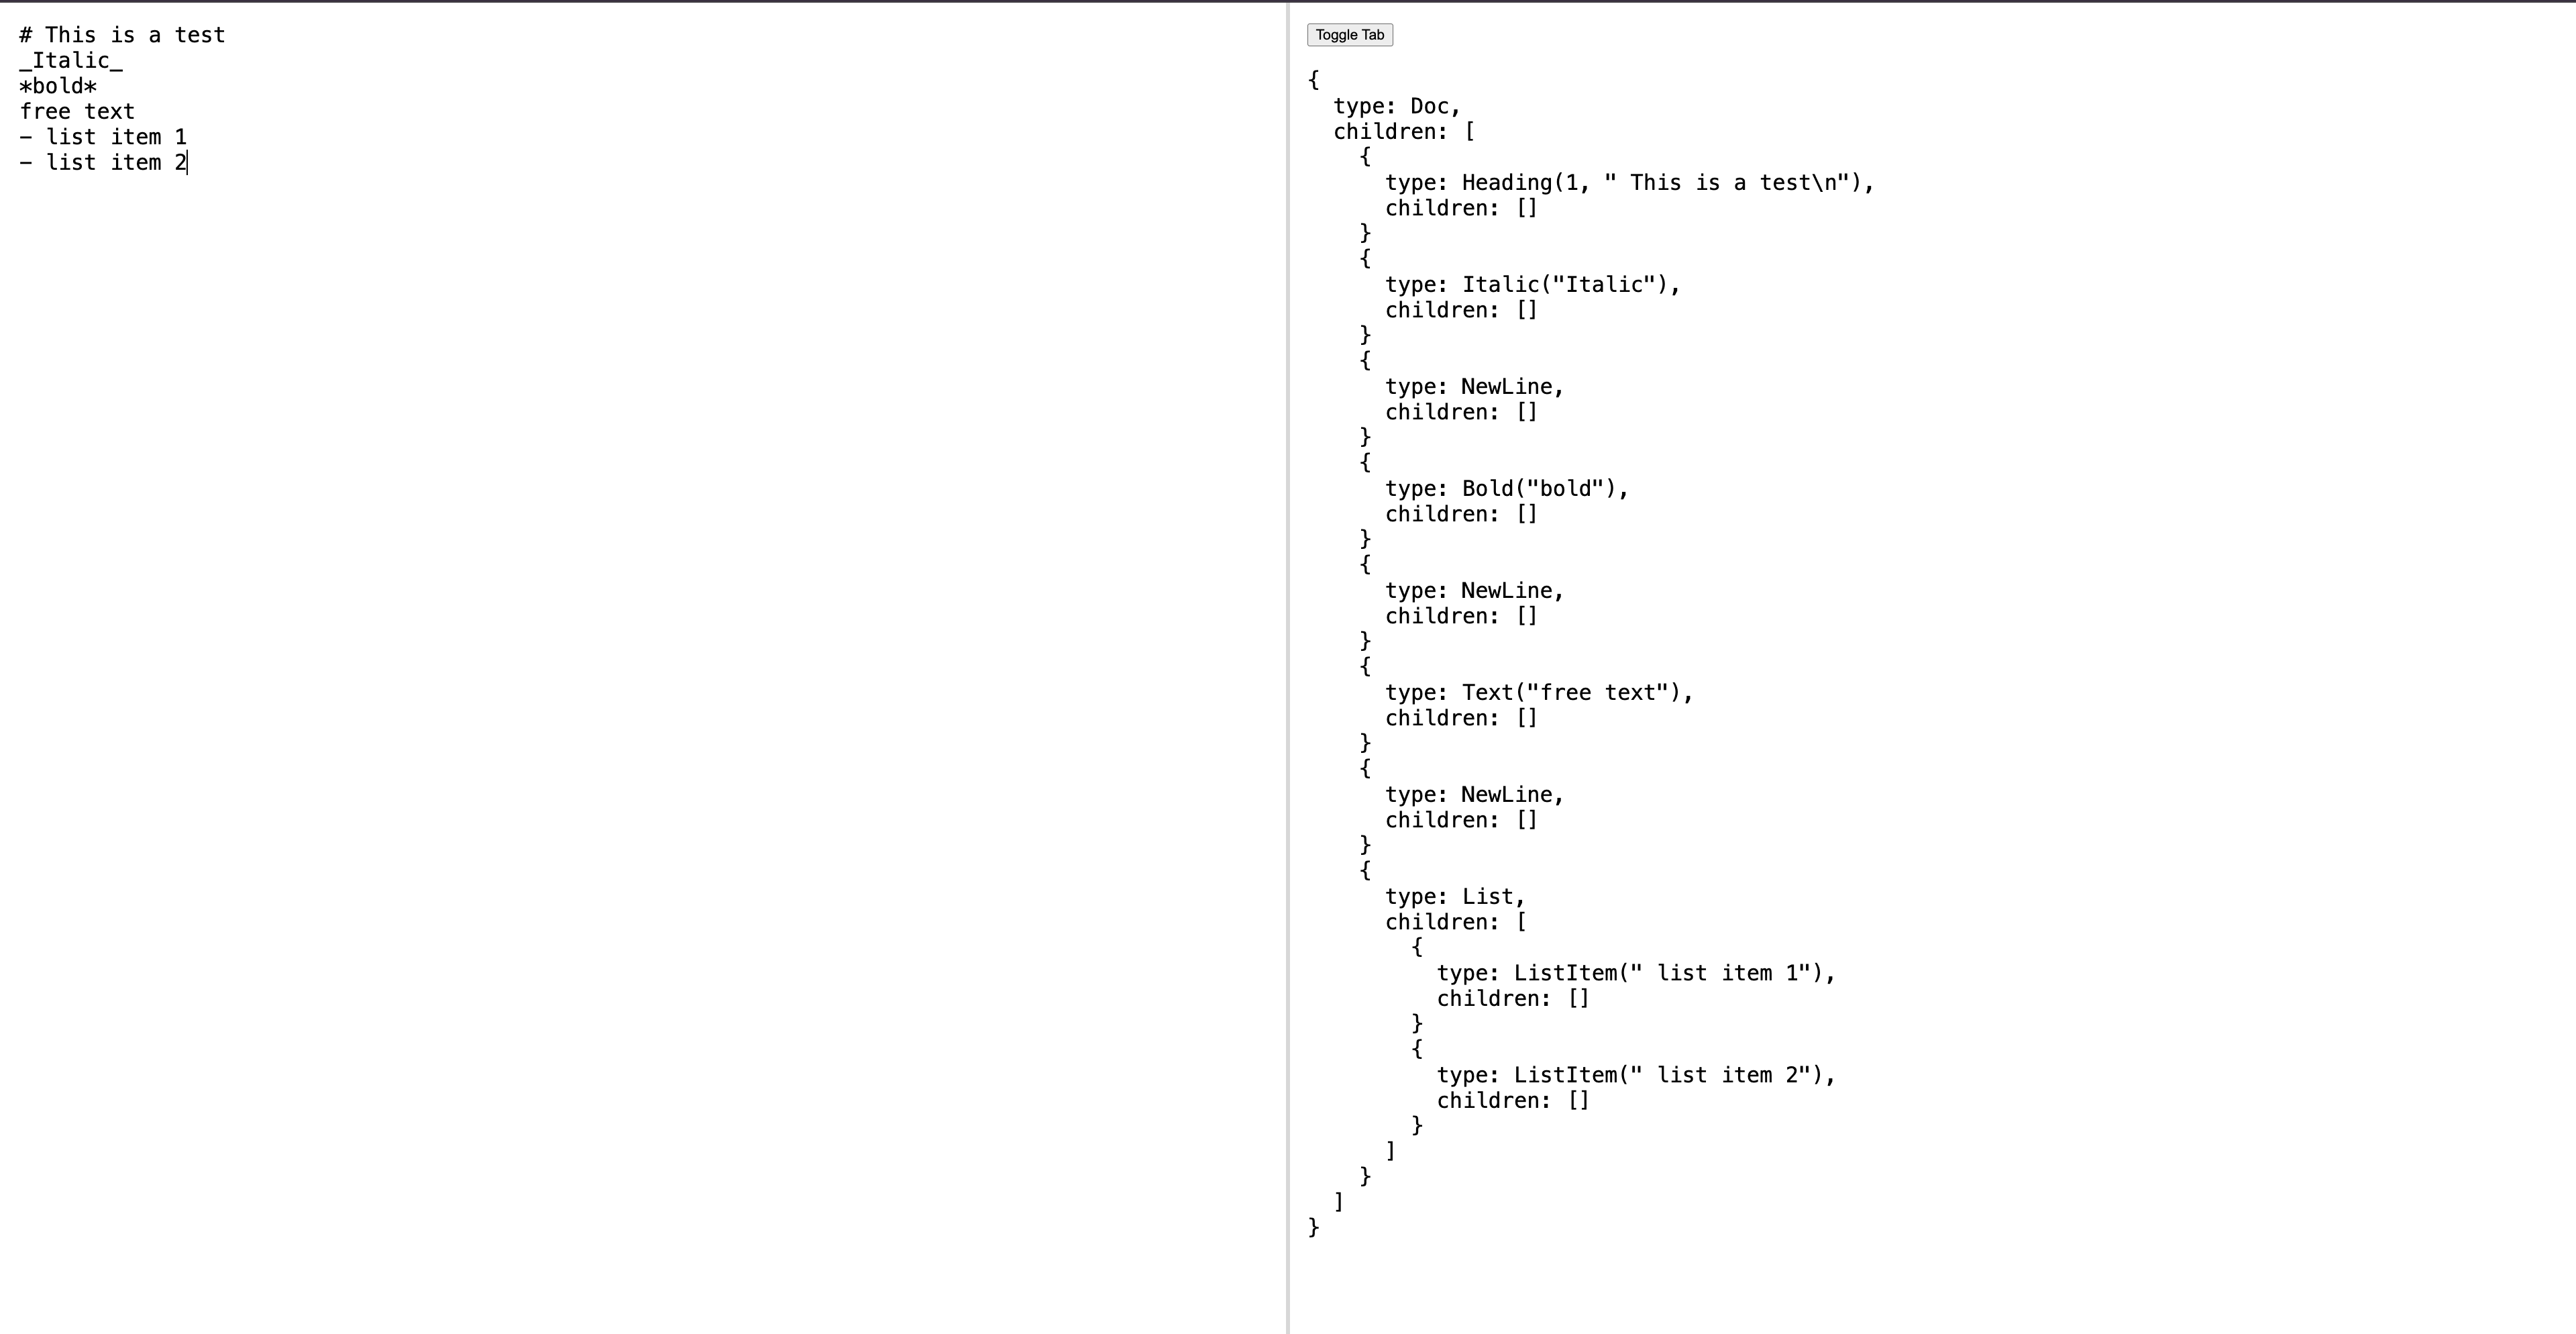 # This is a test
_Italic_
*bold*
free text
- list item 1
- list item 2
Toggle Tab
{
  type: Doc,
  children: [
    {
      type: Heading(1, " This is a test\n"),
      children: []
    }
    {
      type: Italic("Italic"),
      children: []
    }
    {
      type: NewLine,
      children: []
    }
    {
      type: Bold("bold"),
      children: []
    }
    {
      type: NewLine,
      children: []
    }
    {
      type: Text("free text"),
      children: []
    }
    {
      type: NewLine,
      children: []
    }
    {
      type: List,
      children: [
        {
          type: ListItem(" list item 1"),
          children: []
        }
        {
          type: ListItem(" list item 2"),
          children: []
        }
      ]
    }
  ]
}